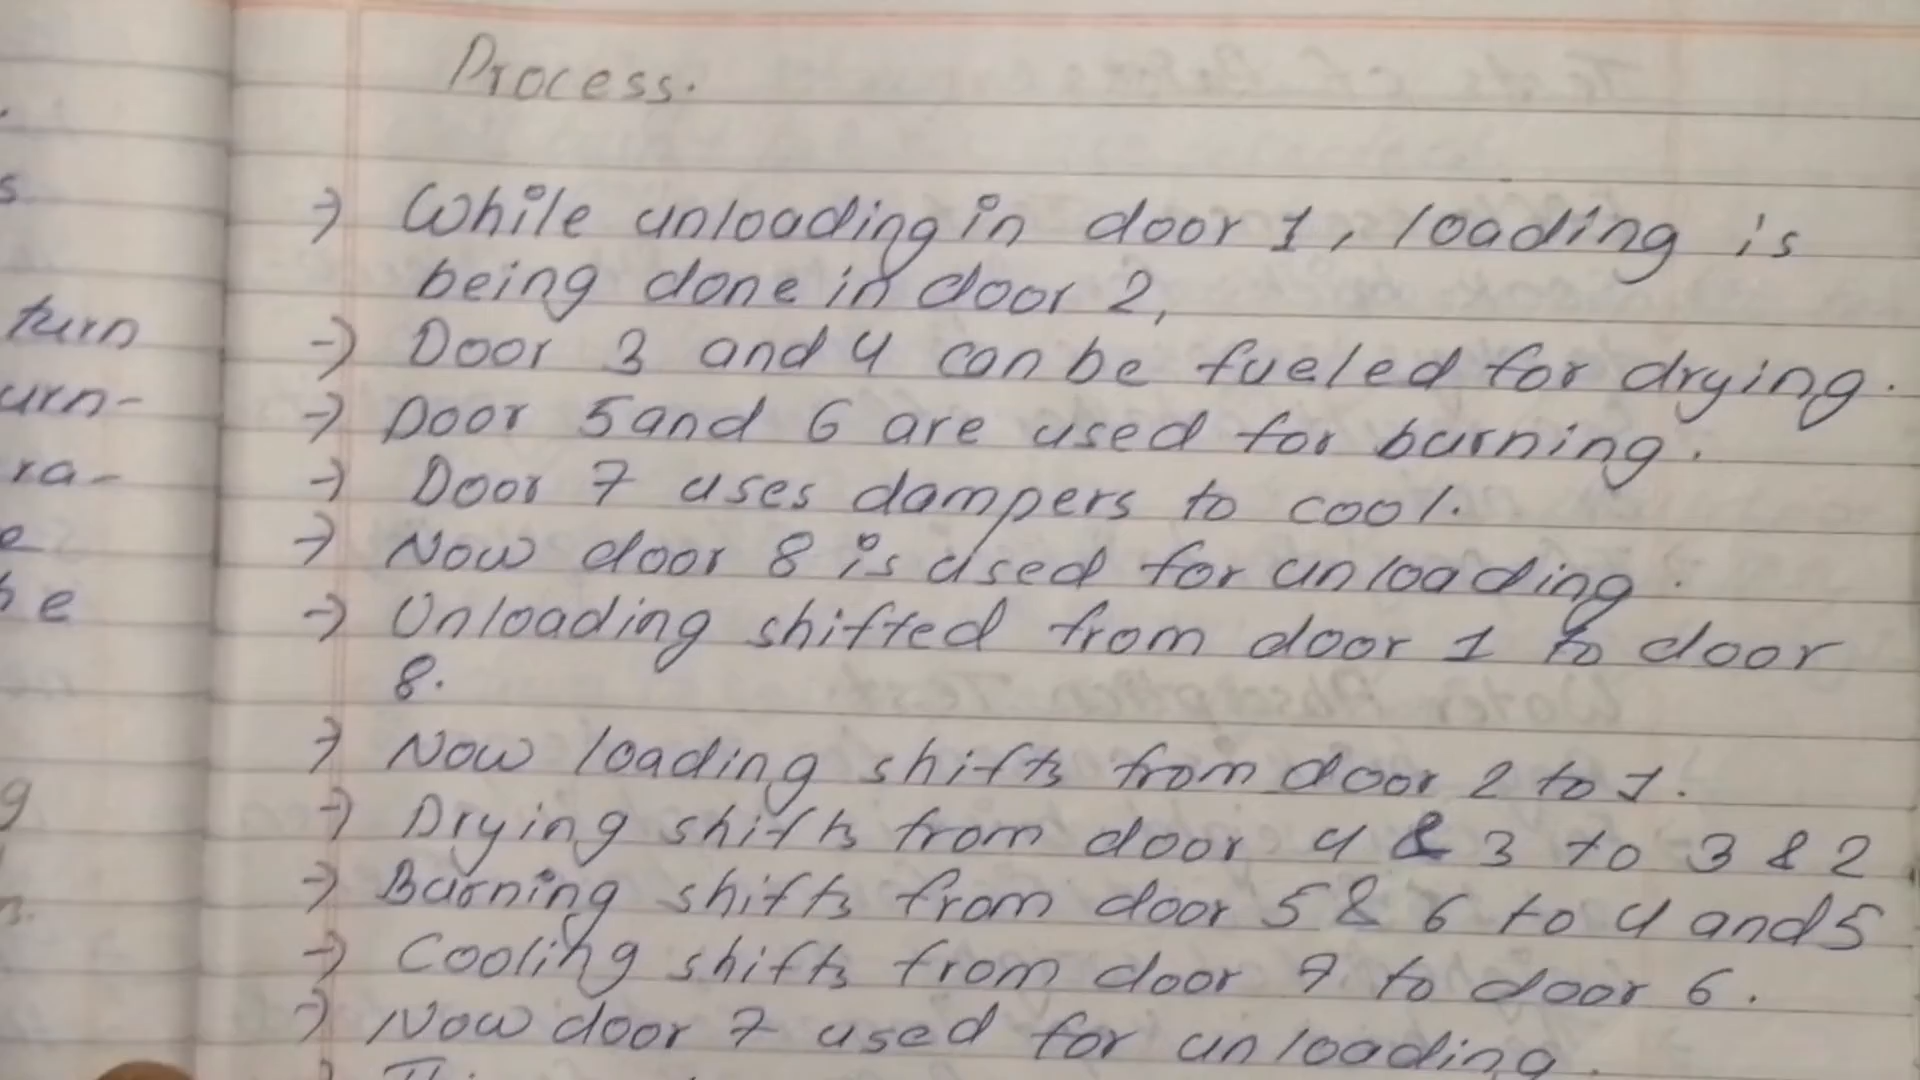 Process.
→ While unloading in door 1, loading is
being done in door 2,
→ Door 3 and 4 can be fueled for drying.
→ Door 5 and 6 are used for burning.
→ Door 7 uses dampers to cool.
→ Now door 8 is used for unloading.
→ Unloading shifted from door 1 to door
8.
→ Now loading shifts from door 2 to 1.
→ Drying shifts from door 4 & 3 to 3 & 2
→ Burning shifts from door 5 & 6 to 4 and 5
→ Cooling shifts from door 7 to door 6.
→ Now door 7 used for unloading.
turn
urn-
ra-
e
be
g